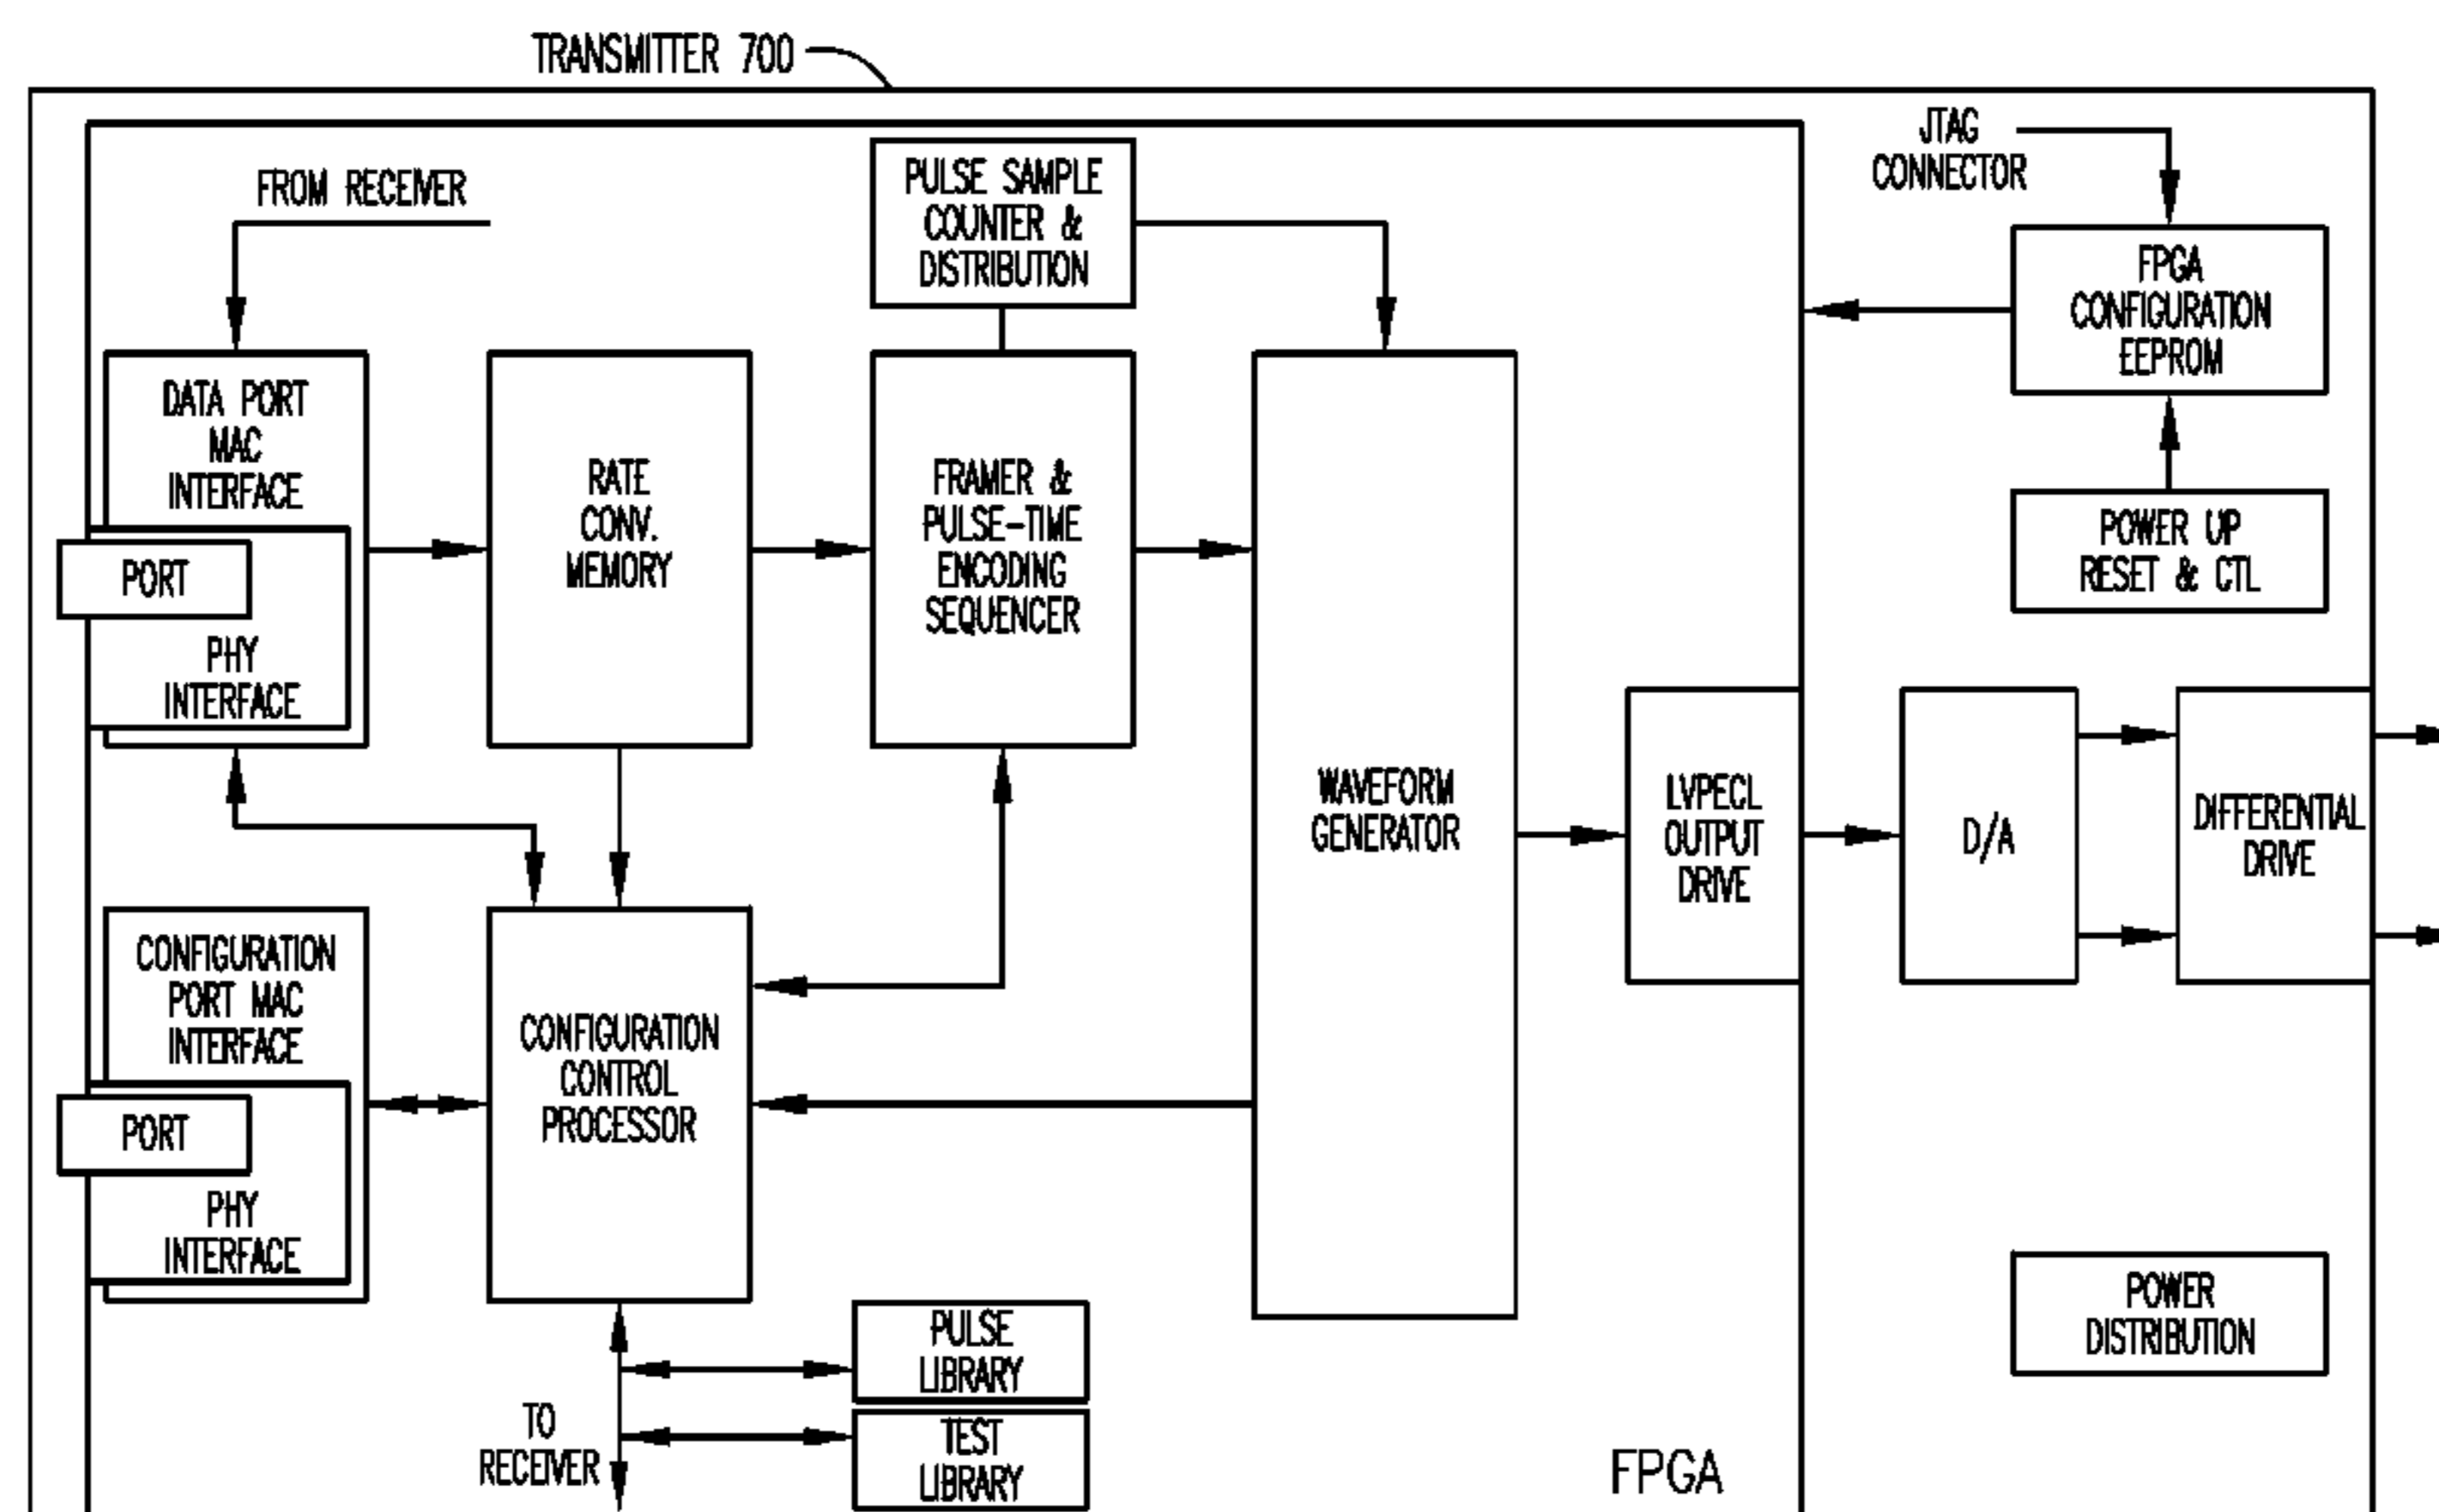 TRANSMITTER 700
FROM RECEIVER
PULSE SAMPLE
COUNTER &
DISTRIBUTION
JTAG
CONNECTOR
FPGA
CONFIGURATION
EEPROM
DATA PORT
MAC
INTERFACE
PORT
PHY
INTERFACE
RATE
CONV.
MEMORY
FRAMER &
PULSE-TIME
ENCODING
SEQUENCER
POWER UP
RESET & CTL
WAVEFORM
GENERATOR
LVPECL
OUTPUT
DRIVE
D/A
DIFFERENTIAL
DRIVE
CONFIGURATION
PORT MAC
INTERFACE
PORT
PHY
INTERFACE
CONFIGURATION
CONTROL
PROCESSOR
POWER
DISTRIBUTION
PULSE
LIBRARY
TO
RECEIVER
TEST
LIBRARY
FPGA